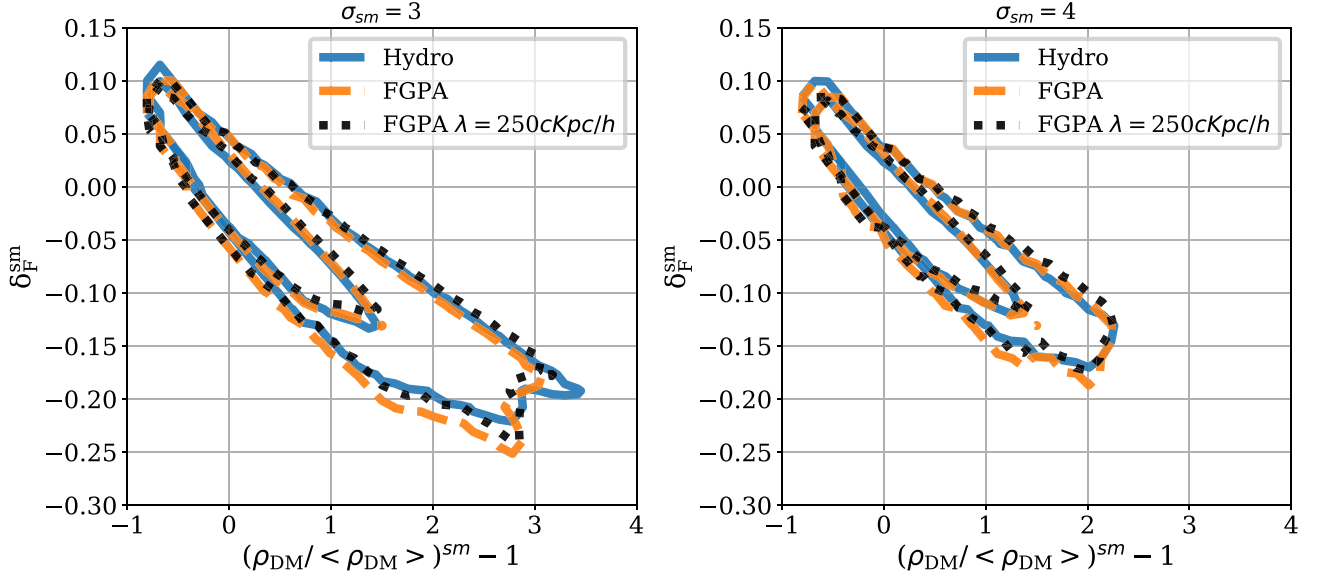 σ_sm = 3
0.15
0.10
0.05
0.00
−0.05
−0.10
−0.15
−0.20
−0.25
−0.30
δ_F^sm
Hydro
FGPA
FGPA λ = 250cKpc/h
−1
0
1
2
3
4
(ρ_DM/ < ρ_DM >)^sm − 1
σ_sm = 4
0.15
0.10
0.05
0.00
−0.05
−0.10
−0.15
−0.20
−0.25
−0.30
δ_F^sm
Hydro
FGPA
FGPA λ = 250cKpc/h
−1
0
1
2
3
4
(ρ_DM/ < ρ_DM >)^sm − 1